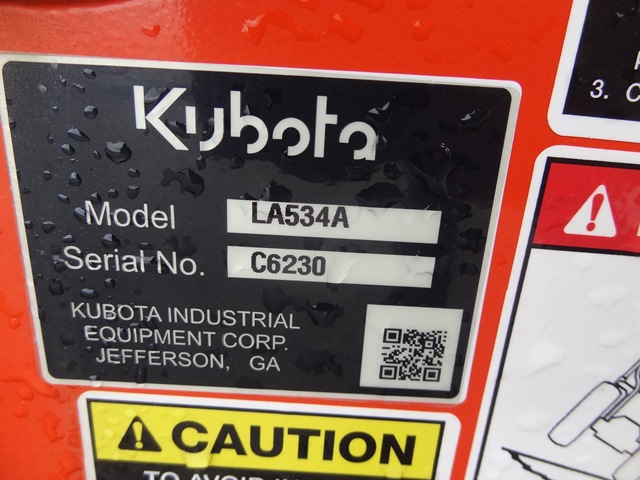 Kubota
Model LA534A
Serial No. C6230
KUBOTA INDUSTRIAL
EQUIPMENT CORP.
JEFFERSON, GA
3. C
CAUTION